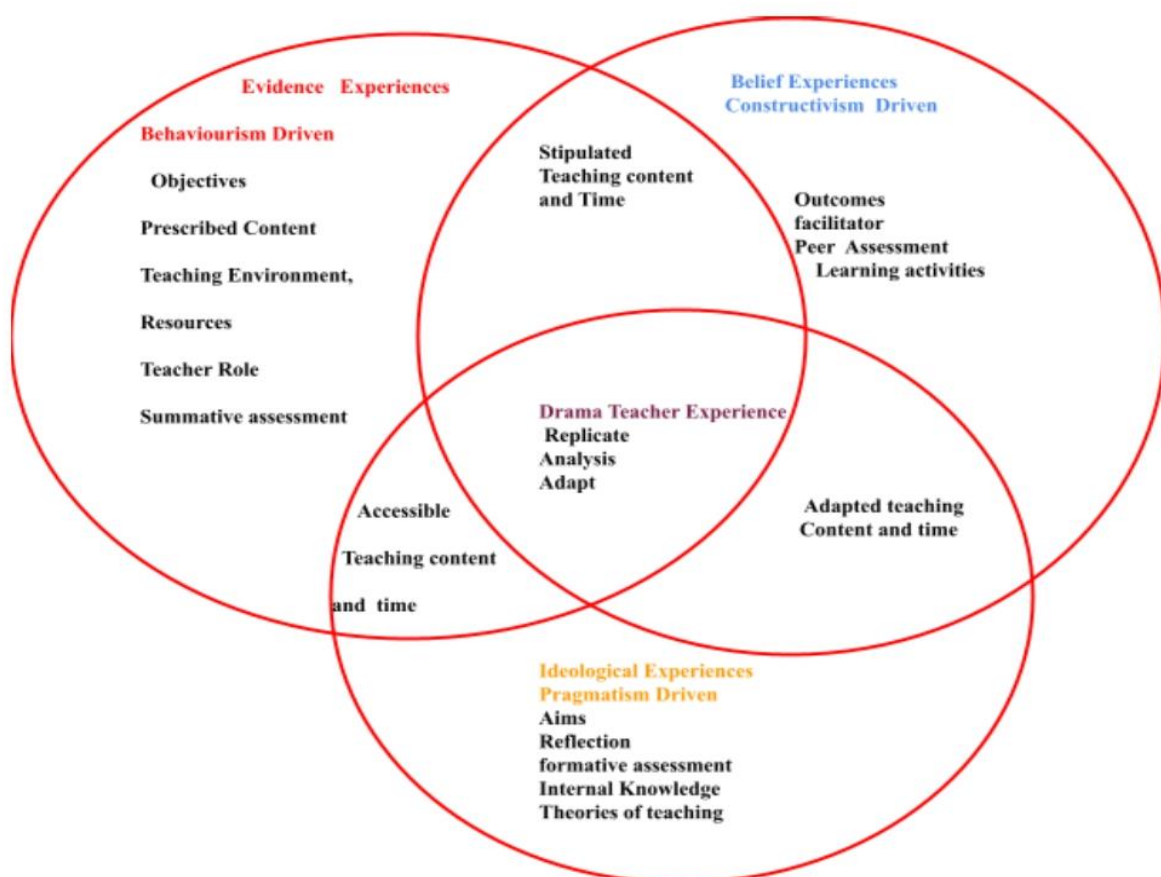 Evidence Experiences
Behaviourism Driven
Objectives
Prescribed Content
Teaching Environment,
Resources
Teacher Role
Summative assessment
Stipulated
Teaching content
and Time
Belief Experiences
Constructivism Driven
Outcomes
facilitator
Peer Assessment
Learning activities
Drama Teacher Experience
Replicate
Analysis
Adapt
Accessible
Teaching content
and time
Adapted teaching
Content and time
Ideological Experiences
Pragmatism Driven
Aims
Reflection
formative assessment
Internal Knowledge
Theories of teaching